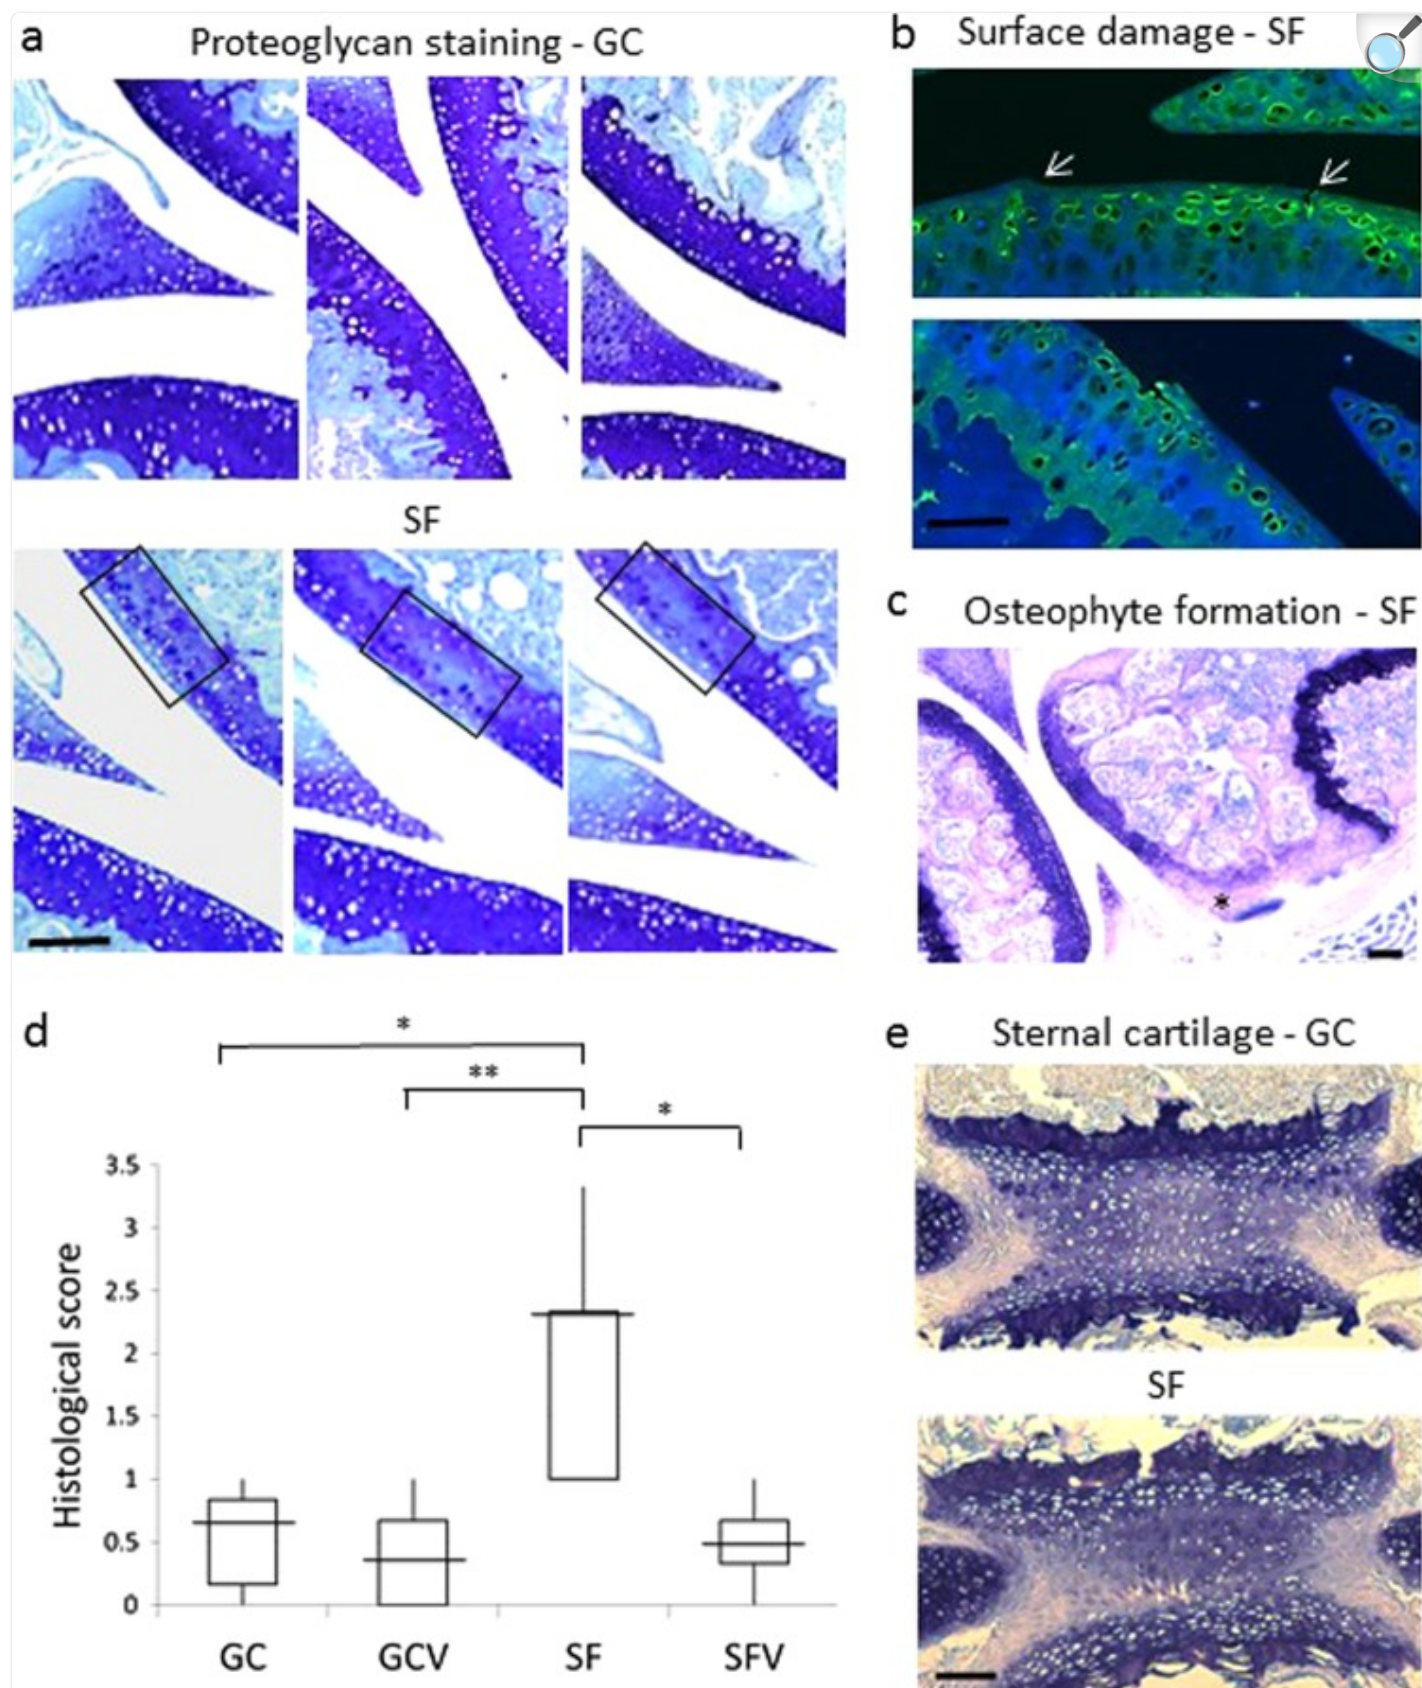 a
Proteoglycan staining - GC
SF
b
Surface damage - SF
c
Osteophyte formation - SF
*
d
*
**
*
3.5
3
2.5
2
1.5
1
0.5
0
Histological score
GC
GCV
SF
SFV
e
Sternal cartilage - GC
SF